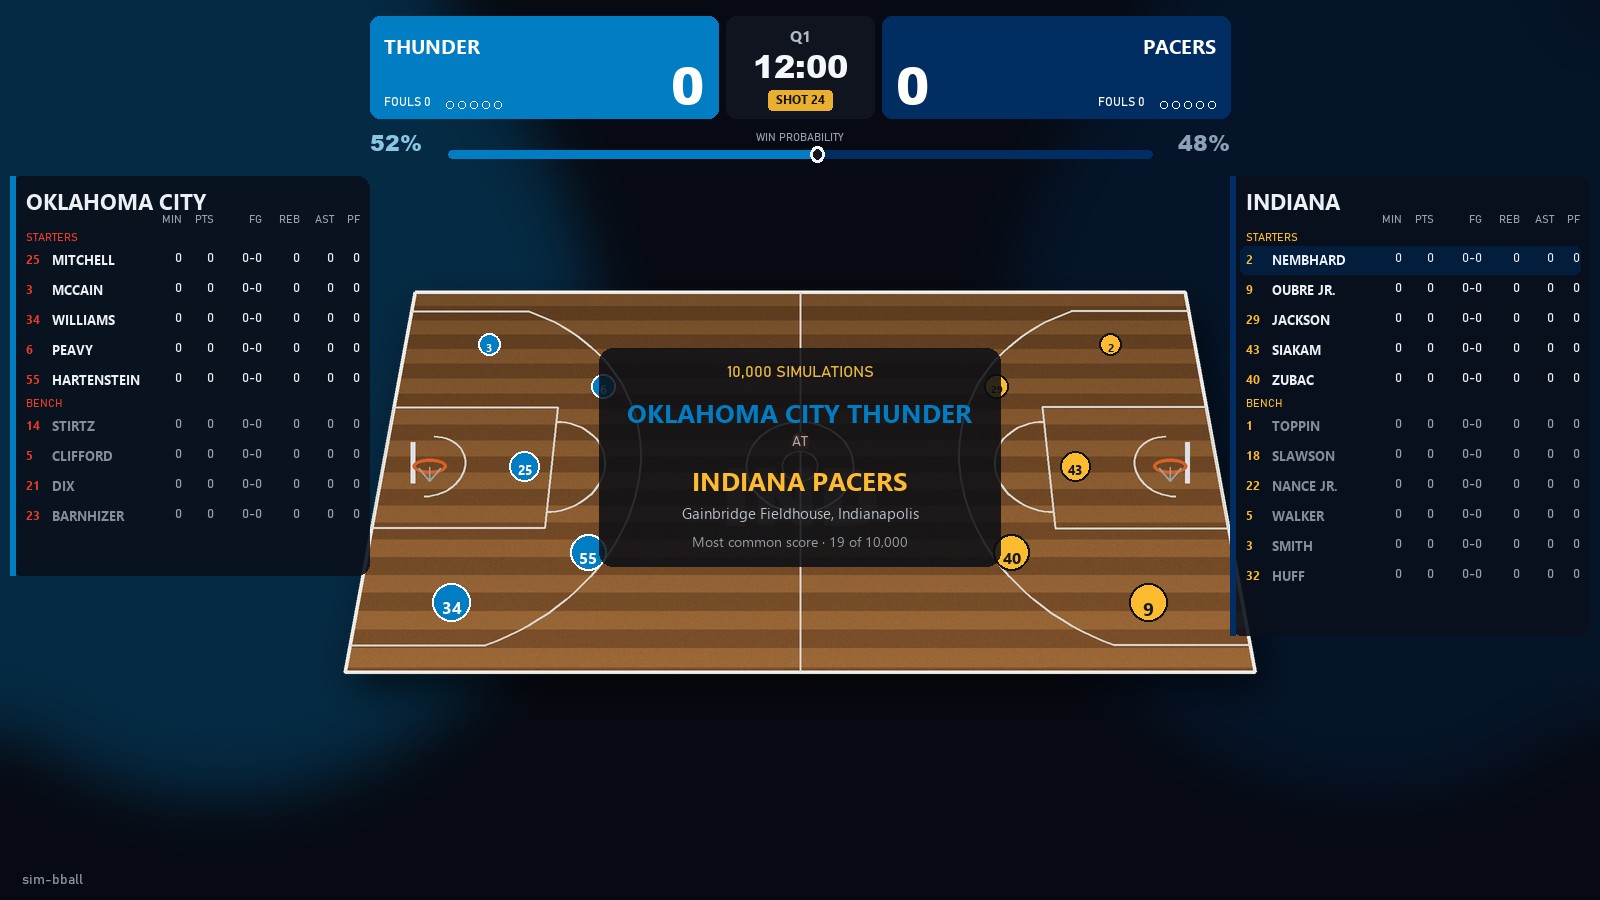 THUNDER
0
FOULS 0
Q1
12:00
SHOT 24
PACERS
0
FOULS 0
52%
WIN PROBABILITY
48%
OKLAHOMA CITY
MIN PTS FG REB AST PF
STARTERS
25 MITCHELL 0 0 0-0 0 0 0
3 MCCAIN 0 0 0-0 0 0 0
34 WILLIAMS 0 0 0-0 0 0 0
6 PEAVY 0 0 0-0 0 0 0
55 HARTENSTEIN 0 0 0-0 0 0 0
BENCH
14 STIRTZ 0 0 0-0 0 0 0
5 CLIFFORD 0 0 0-0 0 0 0
21 DIX 0 0 0-0 0 0 0
23 BARNHIZER 0 0 0-0 0 0 0
3
6
25
55
34
10,000 SIMULATIONS
OKLAHOMA CITY THUNDER
AT
INDIANA PACERS
Gainbridge Fieldhouse, Indianapolis
Most common score · 19 of 10,000
2
29
43
40
9
INDIANA
MIN PTS FG REB AST PF
STARTERS
2 NEMBHARD 0 0 0-0 0 0 0
9 OUBRE JR. 0 0 0-0 0 0 0
29 JACKSON 0 0 0-0 0 0 0
43 SIAKAM 0 0 0-0 0 0 0
40 ZUBAC 0 0 0-0 0 0 0
BENCH
1 TOPPIN 0 0 0-0 0 0 0
18 SLAWSON 0 0 0-0 0 0 0
22 NANCE JR. 0 0 0-0 0 0 0
5 WALKER 0 0 0-0 0 0 0
3 SMITH 0 0 0-0 0 0 0
32 HUFF 0 0 0-0 0 0 0
sim-bball